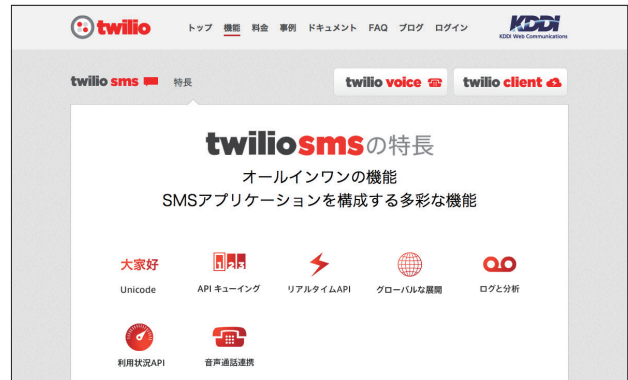 twilio トップ 機能 料金 事例 ドキュメント FAQ ブログ ログイン KDDI
KDDI Web Communications
twilio sms 特長 twilio voice twilio client
twiliosmsの特長
オールインワンの機能
SMSアプリケーションを構成する多彩な機能
大家好 123
Unicode API キューイング リアルタイムAPI グローバルな展開 ログと分析
利用状況API 音声通話連携